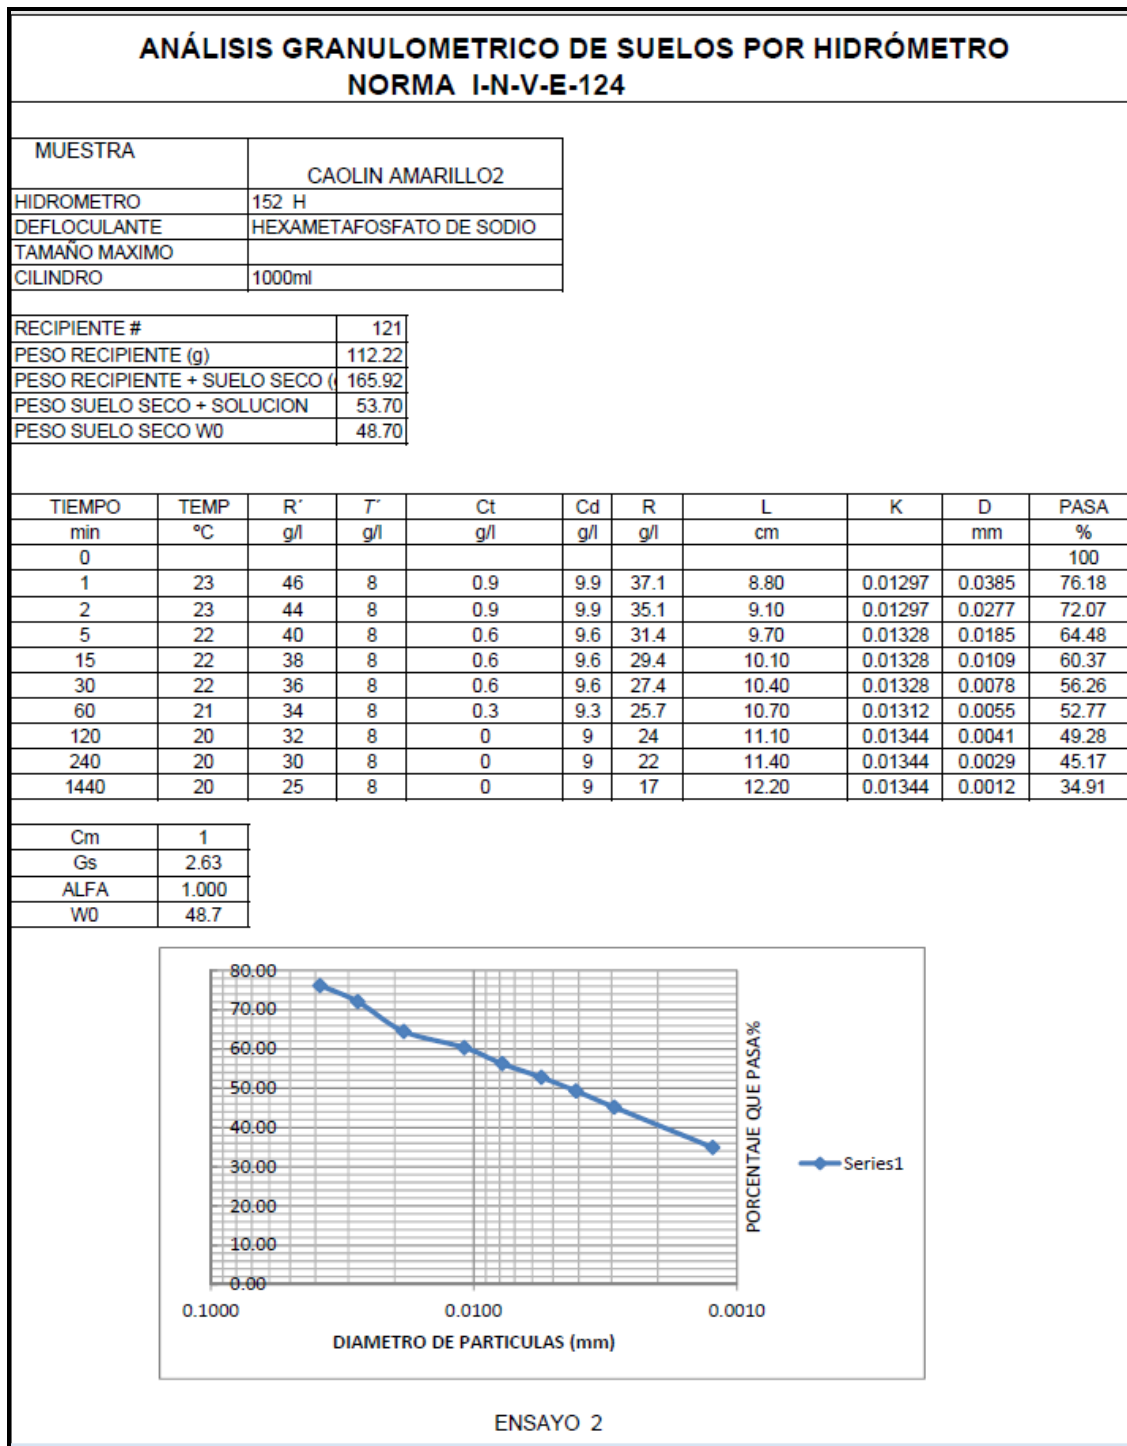 ANÁLISIS GRANULOMETRICO DE SUELOS POR HIDRÓMETRO
NORMA I-N-V-E-124
MUESTRA CAOLIN AMARILLO2
HIDROMETRO 152 H
DEFLOCULANTE HEXAMETAFOSFATO DE SODIO
TAMAÑO MAXIMO
CILINDRO 1000ml
RECIPIENTE # 121
PESO RECIPIENTE (g) 112.22
PESO RECIPIENTE + SUELO SECO ( 165.92
PESO SUELO SECO + SOLUCION 53.70
PESO SUELO SECO W0 48.70
TIEMPO TEMP R´ T´ Ct Cd R L K D PASA
min ºC g/l g/l g/l g/l g/l cm mm %
0 100
1 23 46 8 0.9 9.9 37.1 8.80 0.01297 0.0385 76.18
2 23 44 8 0.9 9.9 35.1 9.10 0.01297 0.0277 72.07
5 22 40 8 0.6 9.6 31.4 9.70 0.01328 0.0185 64.48
15 22 38 8 0.6 9.6 29.4 10.10 0.01328 0.0109 60.37
30 22 36 8 0.6 9.6 27.4 10.40 0.01328 0.0078 56.26
60 21 34 8 0.3 9.3 25.7 10.70 0.01312 0.0055 52.77
120 20 32 8 0 9 24 11.10 0.01344 0.0041 49.28
240 20 30 8 0 9 22 11.40 0.01344 0.0029 45.17
1440 20 25 8 0 9 17 12.20 0.01344 0.0012 34.91
Cm 1
Gs 2.63
ALFA 1.000
W0 48.7
80.00
70.00
60.00
50.00
40.00
30.00
20.00
10.00
0.00
0.1000 0.0100 0.0010
DIAMETRO DE PARTICULAS (mm)
PORCENTAJE QUE PASA%
Series1
ENSAYO 2